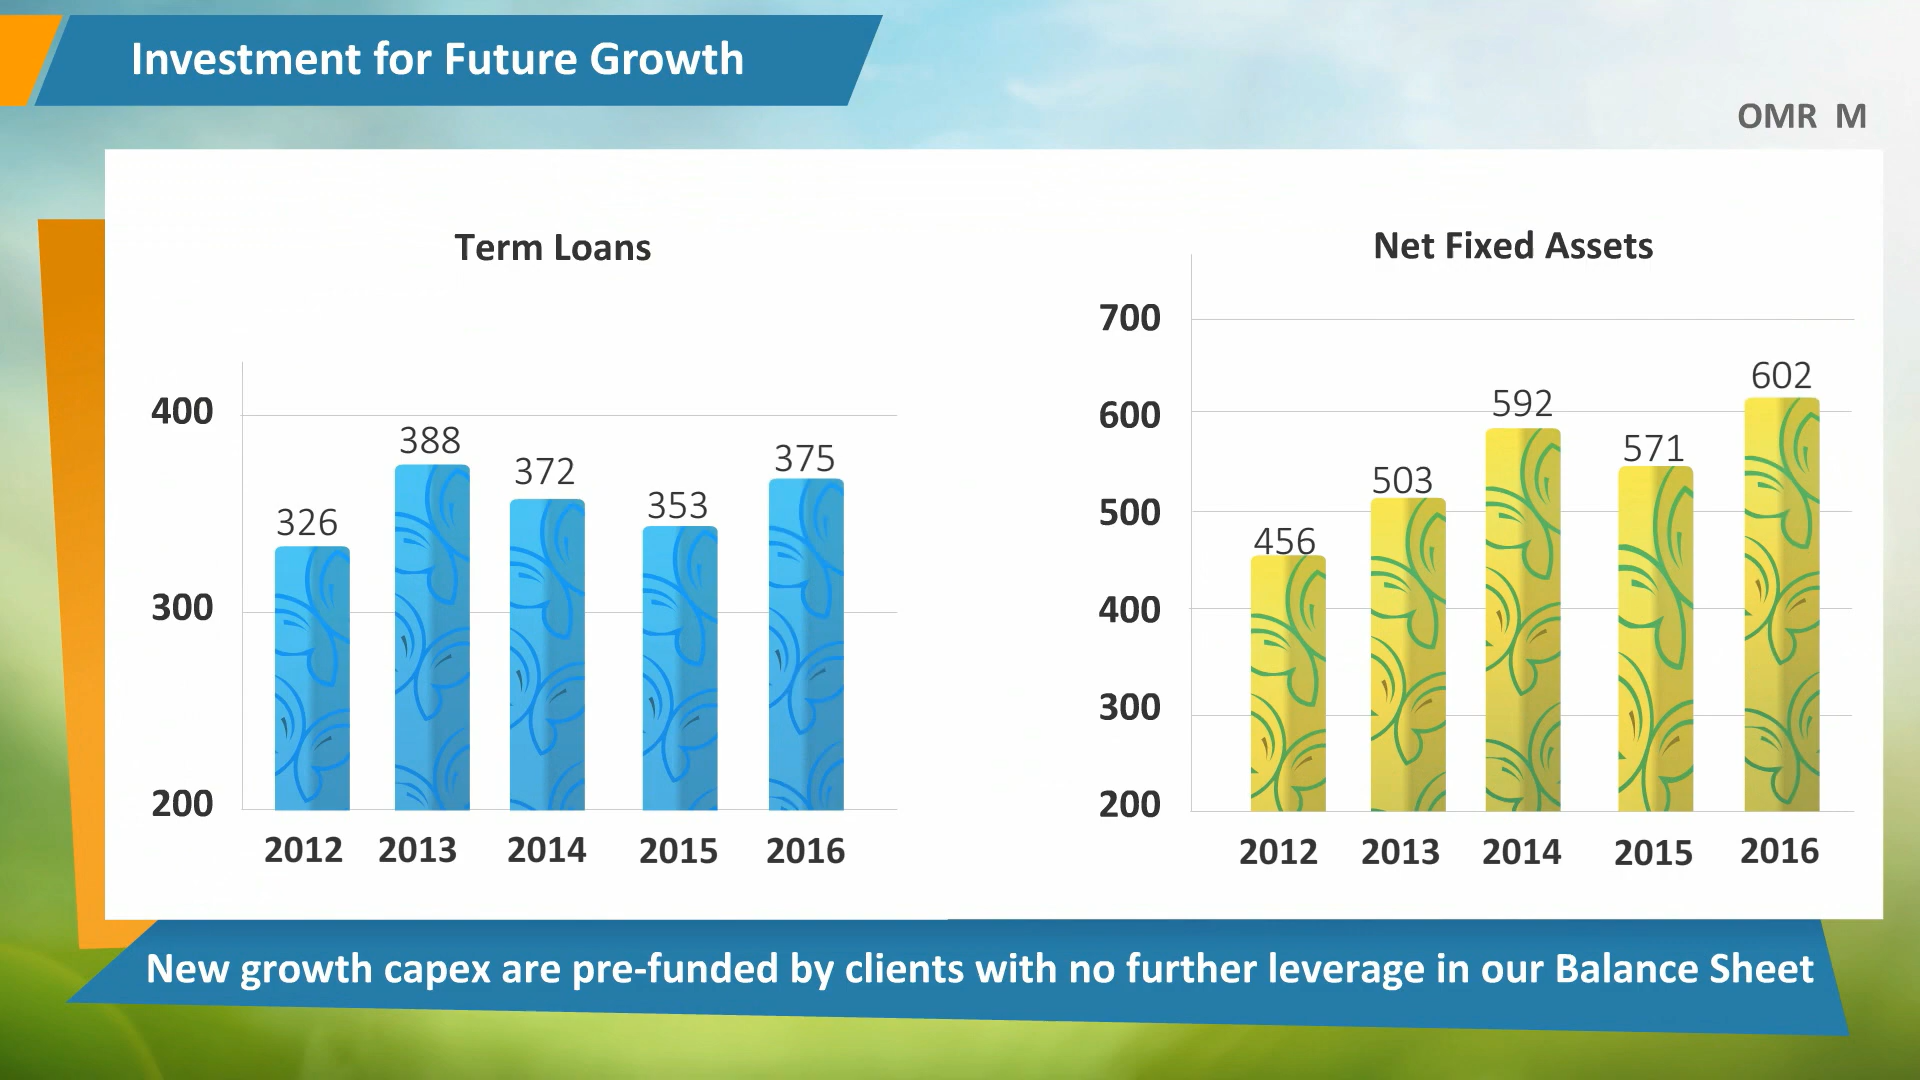 Investment for Future Growth
OMR M
Term Loans
400
300
200
326
388
372
353
375
2012 2013 2014 2015 2016
Net Fixed Assets
700
600
500
400
300
200
456
503
592
571
602
2012 2013 2014 2015 2016
New growth capex are pre-funded by clients with no further leverage in our Balance Sheet